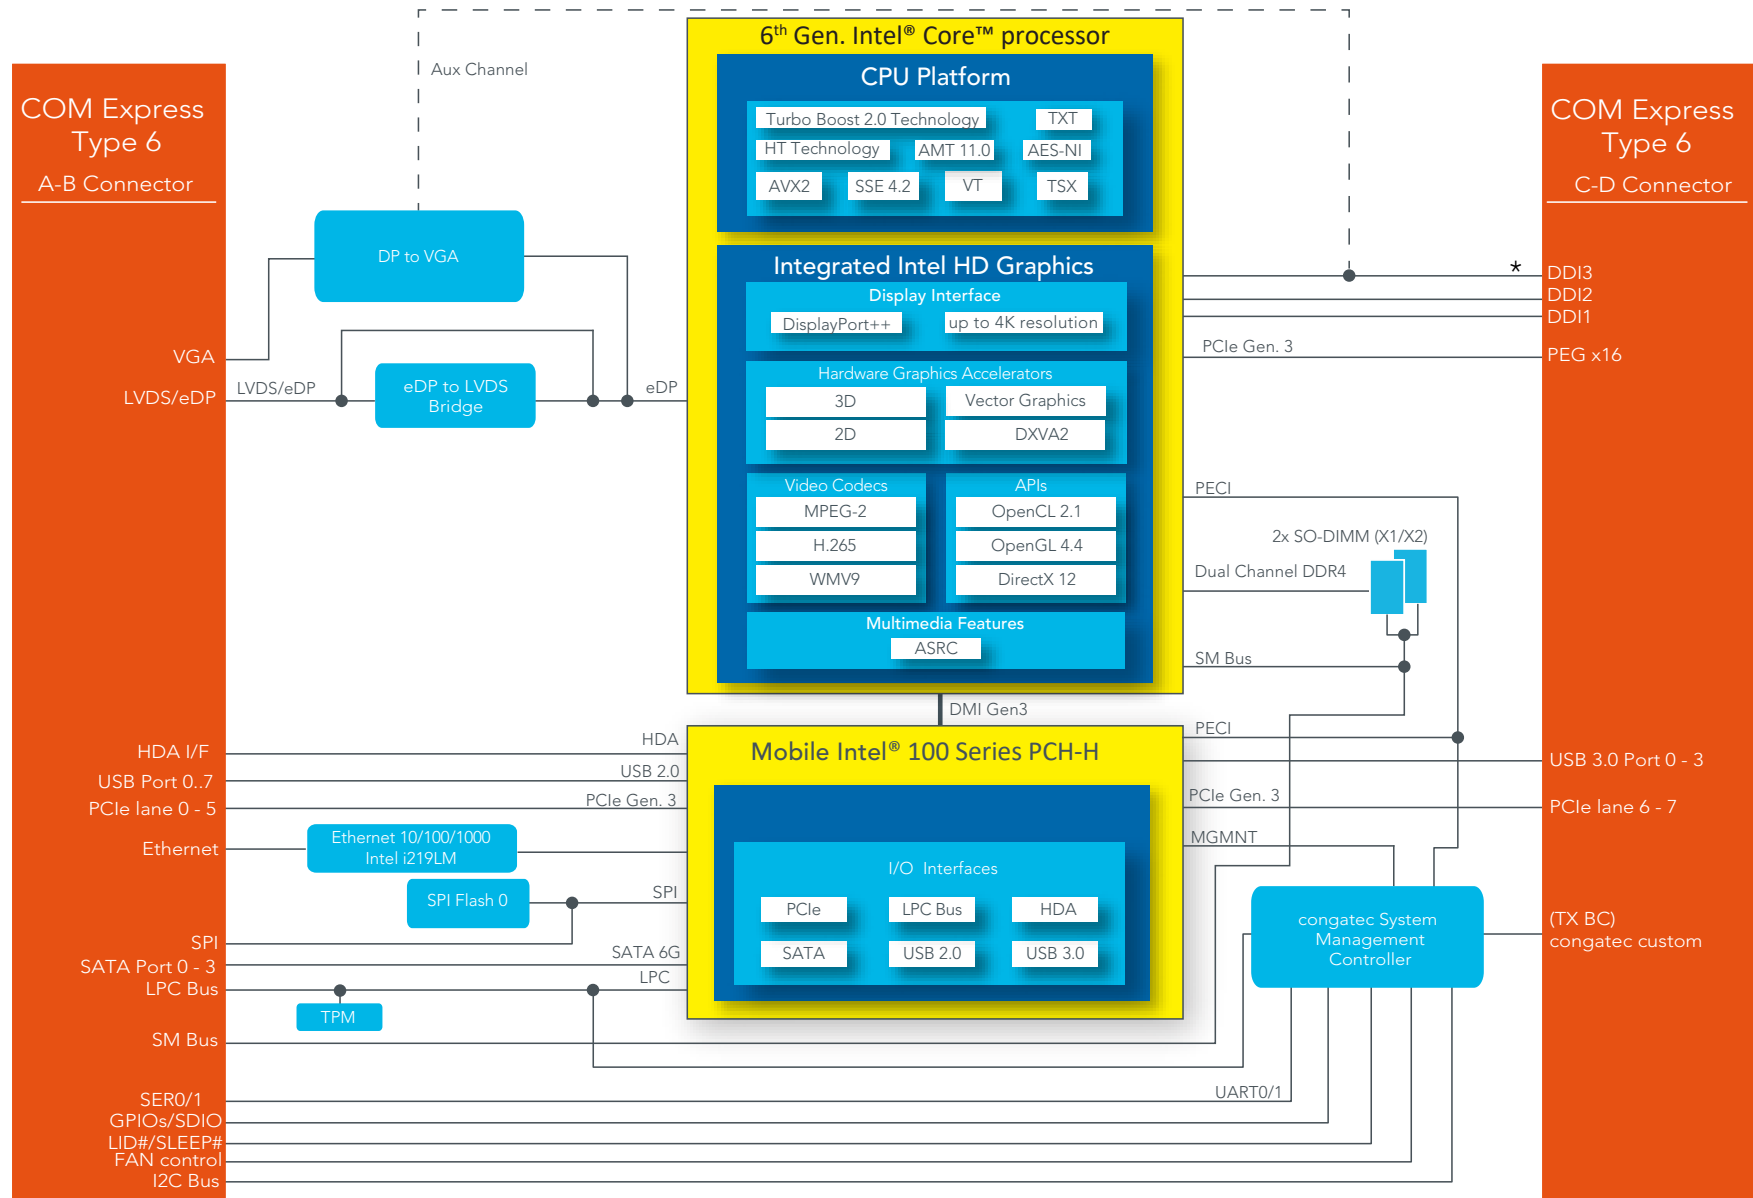 6th Gen. Intel® Core™ processor
Aux Channel
CPU Platform
Turbo Boost 2.0 Technology
TXT
HT Technology
AMT 11.0
AES-NI
AVX2
SSE 4.2
VT
TSX
COM Express
Type 6
A-B Connector
COM Express
Type 6
C-D Connector
DP to VGA
Integrated Intel HD Graphics
Display Interface
DisplayPort++
up to 4K resolution
*
DDI3
DDI2
DDI1
VGA
PCIe Gen. 3
PEG x16
LVDS/eDP
LVDS/eDP
eDP to LVDS
Bridge
eDP
Hardware Graphics Accelerators
3D
Vector Graphics
2D
DXVA2
Video Codecs
MPEG-2
H.265
WMV9
APIs
OpenCL 2.1
OpenGL 4.4
DirectX 12
PECI
2x SO-DIMM (X1/X2)
Dual Channel DDR4
Multimedia Features
ASRC
SM Bus
DMI Gen3
PECI
HDA I/F
HDA
Mobile Intel® 100 Series PCH-H
USB Port 0..7
USB 2.0
USB 3.0 Port 0 - 3
PCIe lane 0 - 5
PCIe Gen. 3
PCIe Gen. 3
PCIe lane 6 - 7
Ethernet
Ethernet 10/100/1000
Intel i219LM
MGMNT
I/O Interfaces
PCIe
LPC Bus
HDA
SATA
USB 2.0
USB 3.0
SPI Flash 0
SPI
SPI
congatec System
Management
Controller
(TX BC)
congatec custom
SATA Port 0 - 3
SATA 6G
LPC Bus
LPC
TPM
SM Bus
SER0/1
UART0/1
GPIOs/SDIO
LID#/SLEEP#
FAN control
I2C Bus